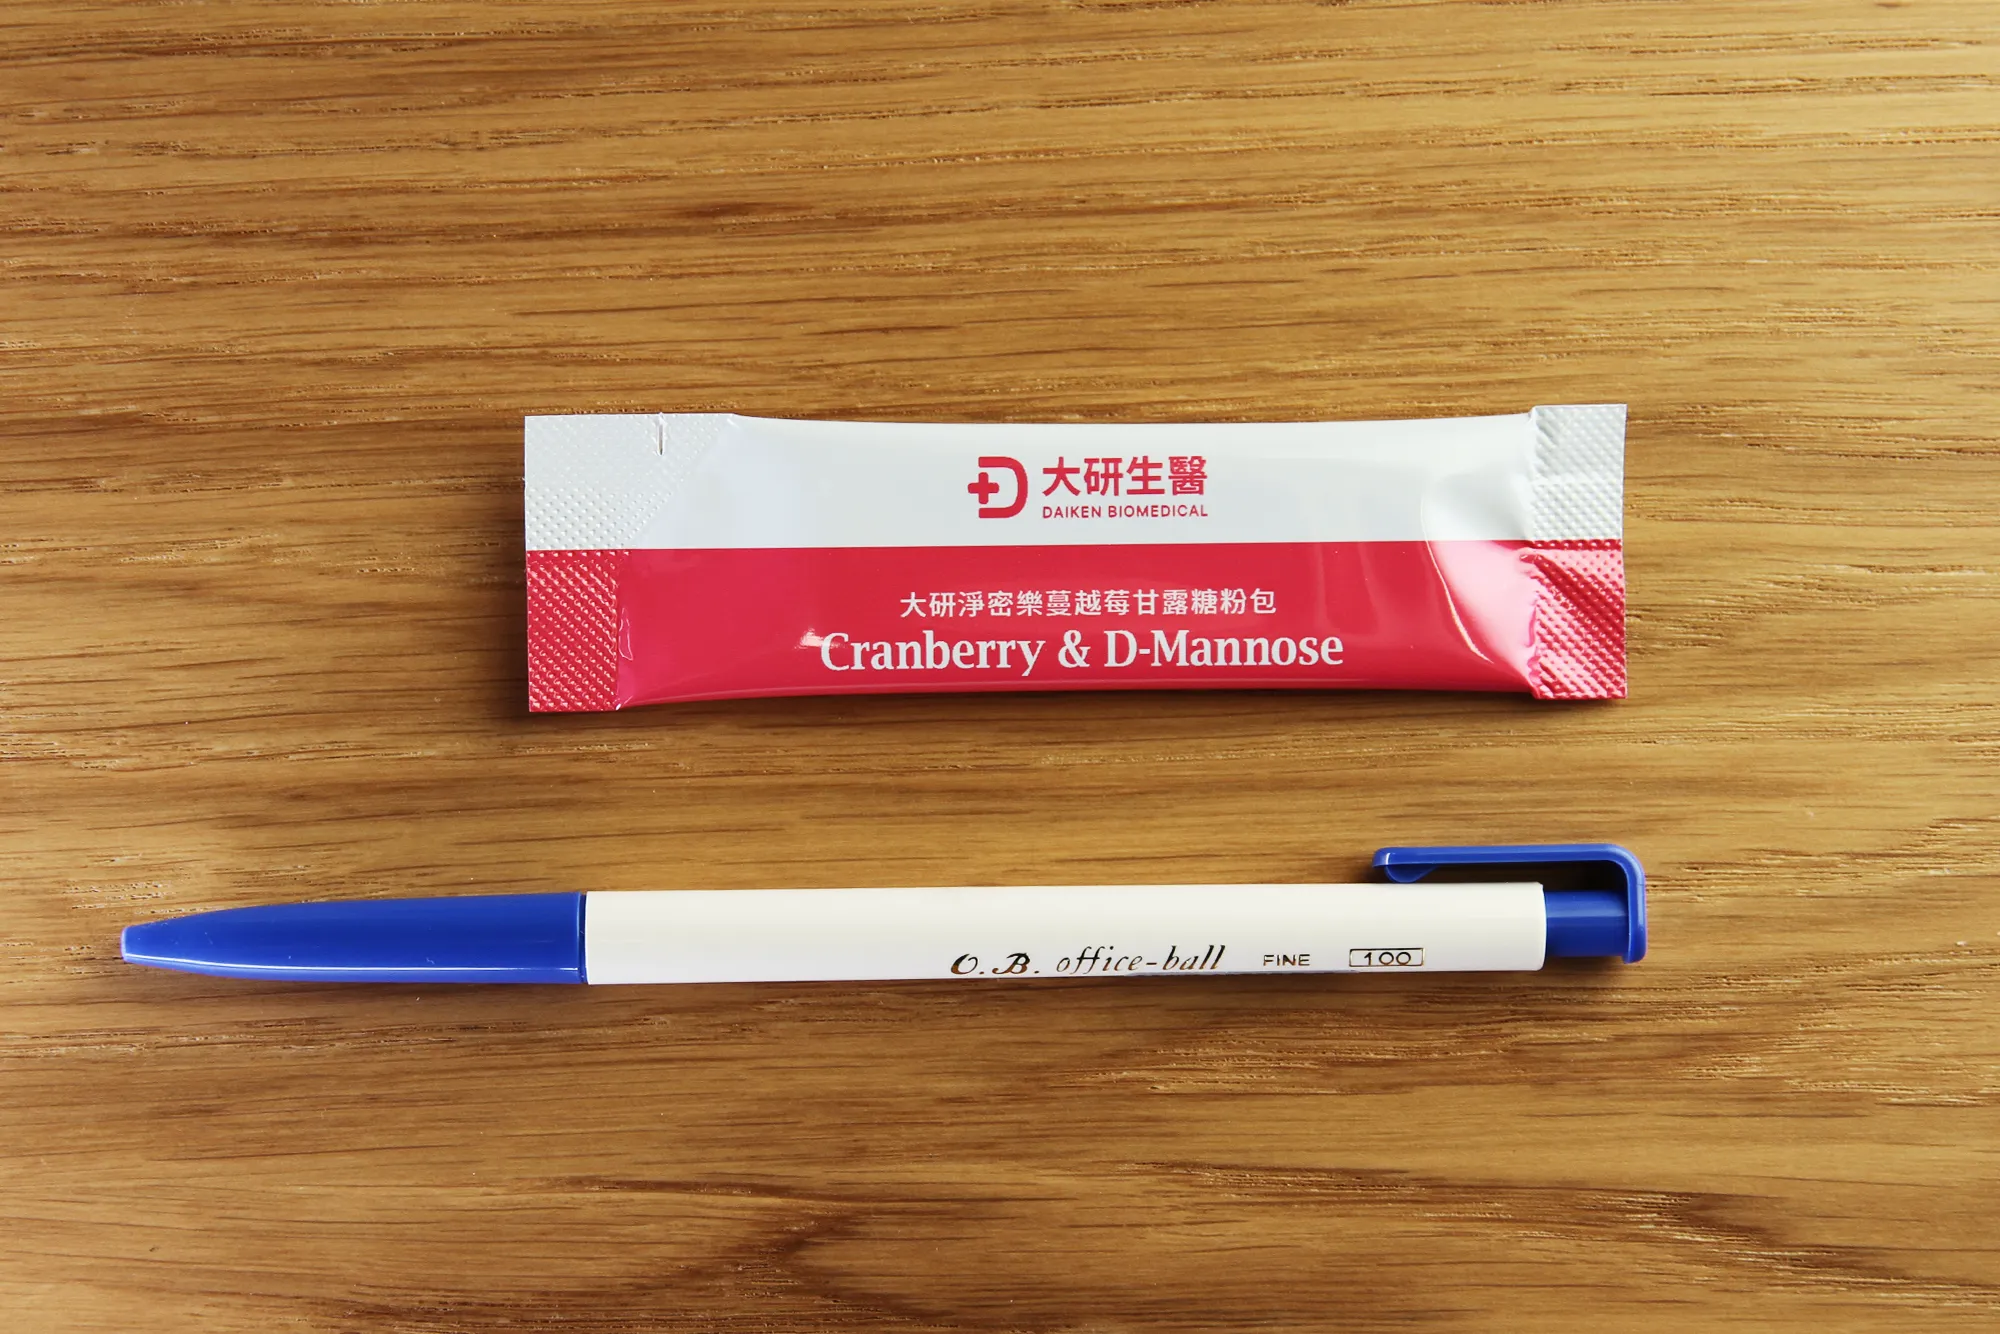 大研生醫
DAIKEN BIOMEDICAL
大研淨密樂蔓越莓甘露糖粉包
Cranberry & D-Mannose
O.B. office-ball FINE 100